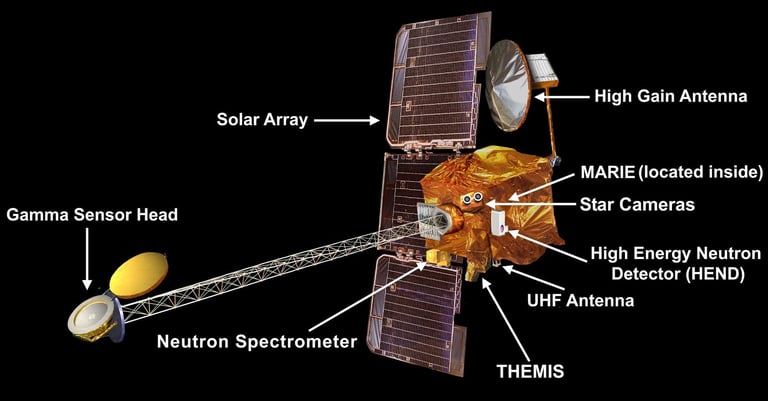 High Gain Antenna
Solar Array
MARIE (located inside)
Star Cameras
Gamma Sensor Head
High Energy Neutron
Detector (HEND)
UHF Antenna
Neutron Spectrometer
THEMIS